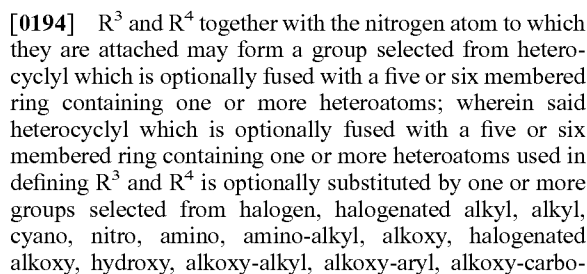 [0194] R³ and R⁴ together with the nitrogen atom to which
they are attached may form a group selected from hetero-
cyclyl which is optionally fused with a five or six membered
ring containing one or more heteroatoms; wherein said
heterocyclyl which is optionally fused with a five or six
membered ring containing one or more heteroatoms used in
defining R³ and R⁴ is optionally substituted by one or more
groups selected from halogen, halogenated alkyl, alkyl,
cyano, nitro, amino, amino-alkyl, alkoxy, halogenated
alkoxy, hydroxy, alkoxy-alkyl, alkoxy-aryl, alkoxy-carbo-